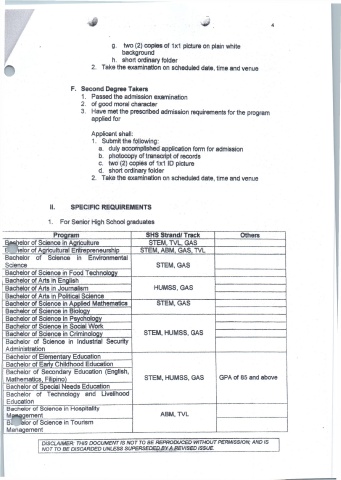 4
g. two (2) copies of 1x1 picture on plain white
background
h. short ordinary folder
2. Take the examination on scheduled date, time and venue
F. Second Degree Takers
1. Passed the admission examination
2. of good moral character
3. Have met the prescribed admission requirements for the program
applied for
Applicant shall:
1. Submit the following:
a. duly accomplished application form for admission
b. photocopy of transcript of records
c. two (2) copies of 1x1 ID picture
d. short ordinary folder
2. Take the examination on scheduled date, time and venue
II. SPECIFIC REQUIREMENTS
1. For Senior High School graduates
Program SHS Strand/ Track Others
Bachelor of Science in Agriculture STEM, TVL, GAS
helor of Agricultural Entrepreneurship STEM, ABM, GAS, TVL
Bachelor of Science in Environmental
Science STEM, GAS
Bachelor of Science in Food Technology
Bachelor of Arts in English
Bachelor of Arts in Journalism HUMSS, GAS
Bachelor of Arts in Political Science
Bachelor of Science in Applied Mathematics STEM, GAS
Bachelor of Science in Biology
Bachelor of Science in Psychology
Bachelor of Science in Social Work
Bachelor of Science in Criminology STEM, HUMSS, GAS
Bachelor of Science in Industrial Security
Administration
Bachelor of Elementary Education
Bachelor of Early Childhood Education
Bachelor of Secondary Education (English,
Mathematics, Filipino) STEM, HUMSS, GAS GPA of 85 and above
Bachelor of Special Needs Education
Bachelor of Technology and Livelihood
Education
Bachelor of Science in Hospitality
Management ABM, TVL
elor of Science in Tourism
Management
DISCLAIMER: THIS DOCUMENT IS NOT TO BE REPRODUCED WITHOUT PERMISSION; AND IS
NOT TO BE DISCARDED UNLESS SUPERSEDED BY A REVISED ISSUE.